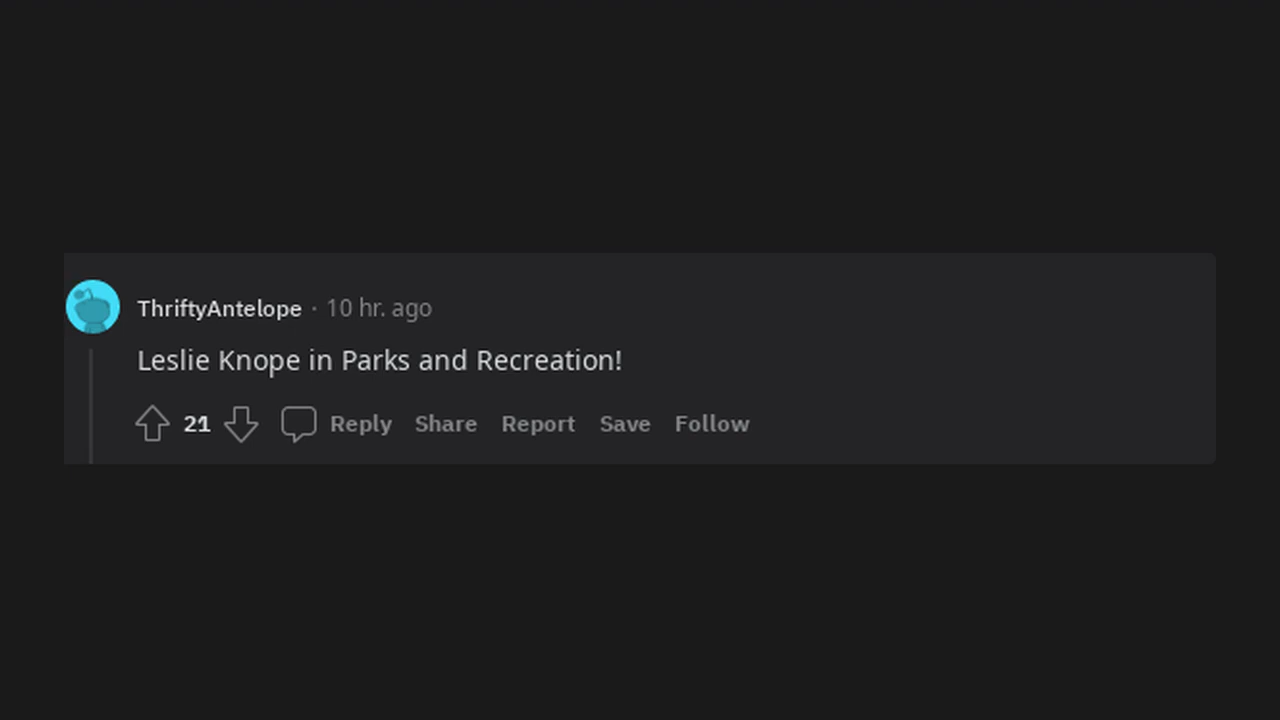 ThriftyAntelope · 10 hr. ago
Leslie Knope in Parks and Recreation!
21 Reply Share Report Save Follow